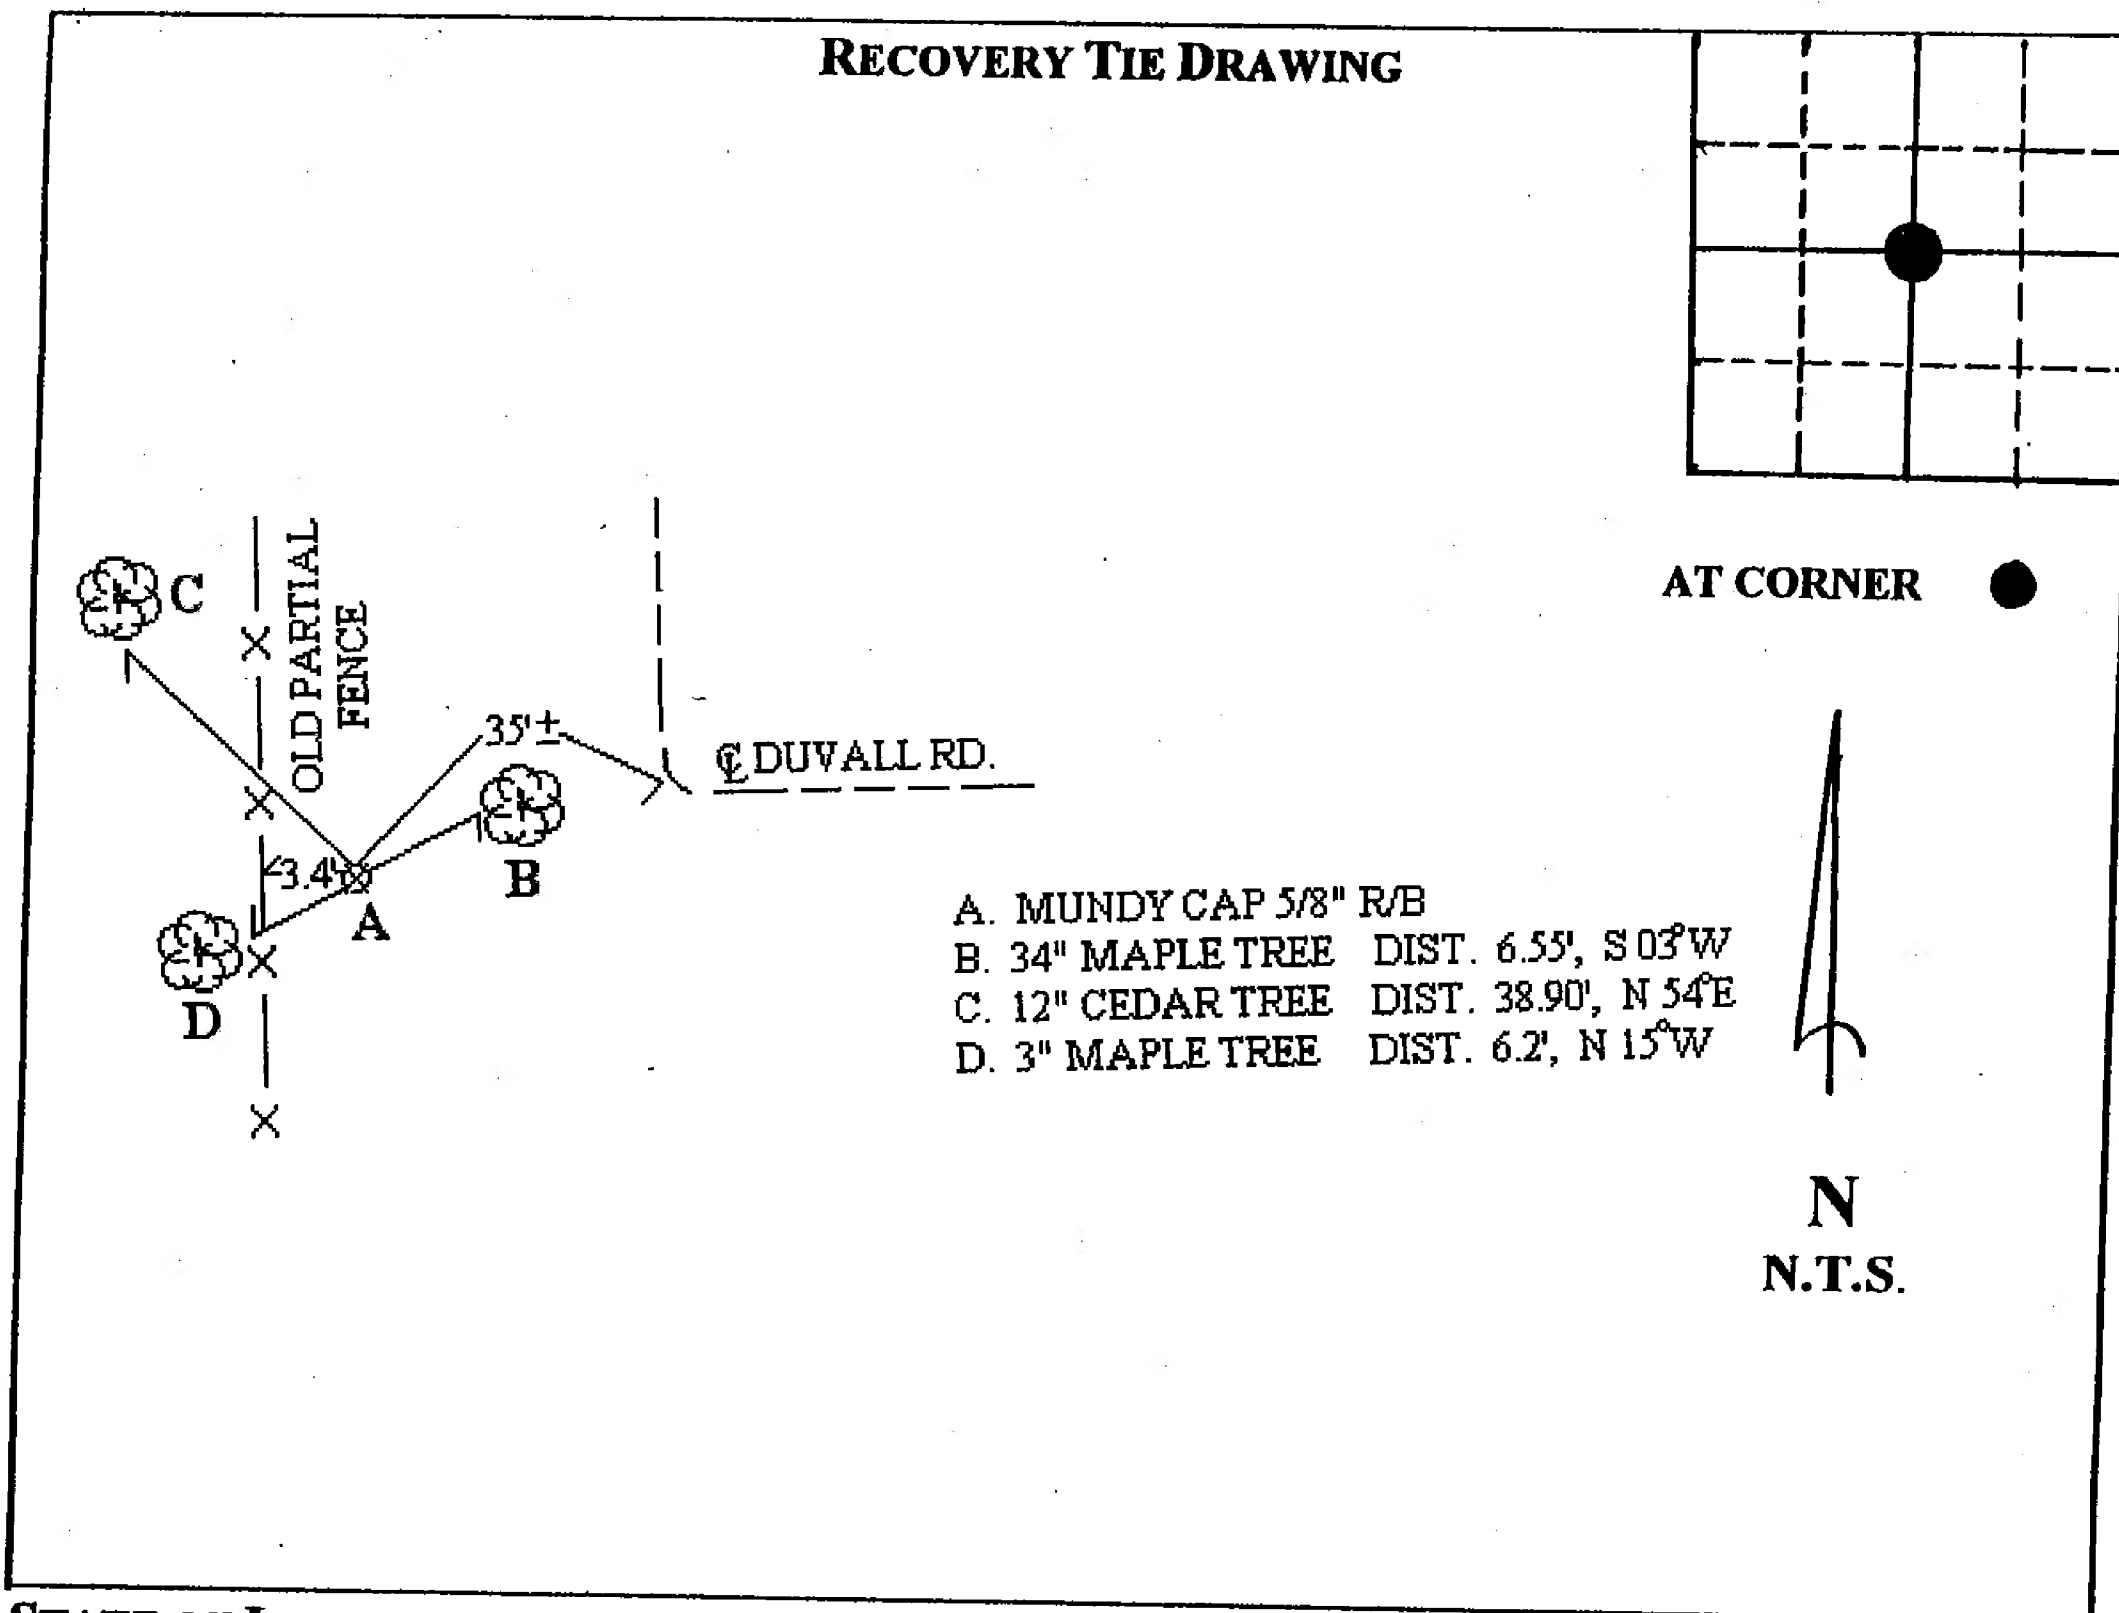 RECOVERY TIE DRAWING
AT CORNER
C
OLD PARTIAL
FENCE
35'±
℄ DUVALL RD.
B
3.4'
A
D
A. MUNDY CAP 5/8" R/B
B. 34" MAPLE TREE DIST. 6.55', S 03°W
C. 12" CEDAR TREE DIST. 38.90', N 54°E
D. 3" MAPLE TREE DIST. 6.2', N 15°W
N
N.T.S.